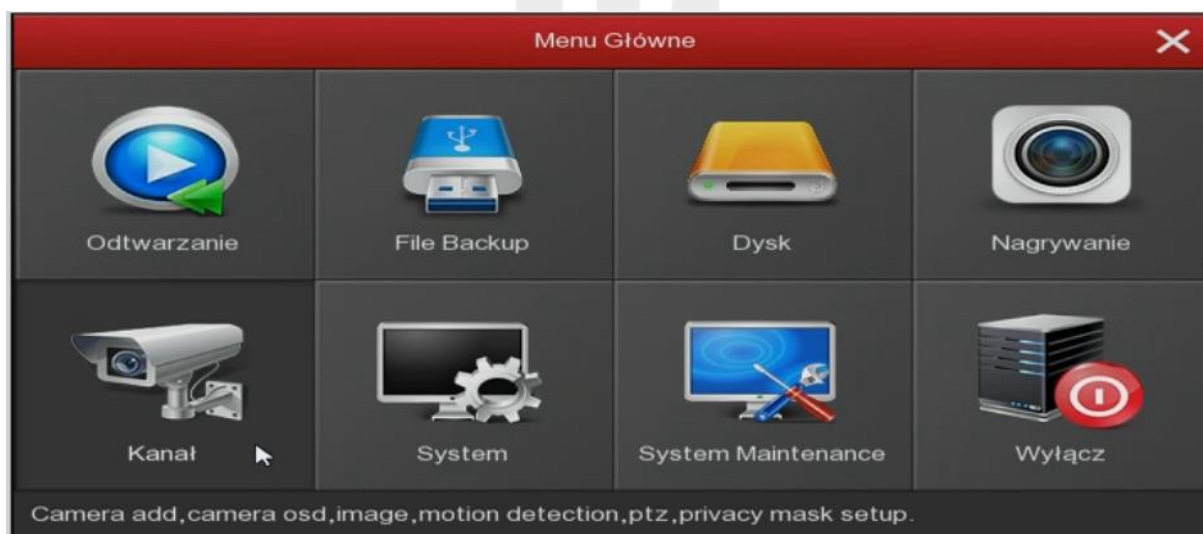 Menu Główne
Odtwarzanie File Backup Dysk Nagrywanie
Kanał System System Maintenance Wyłącz
Camera add,camera osd,image,motion detection,ptz,privacy mask setup.